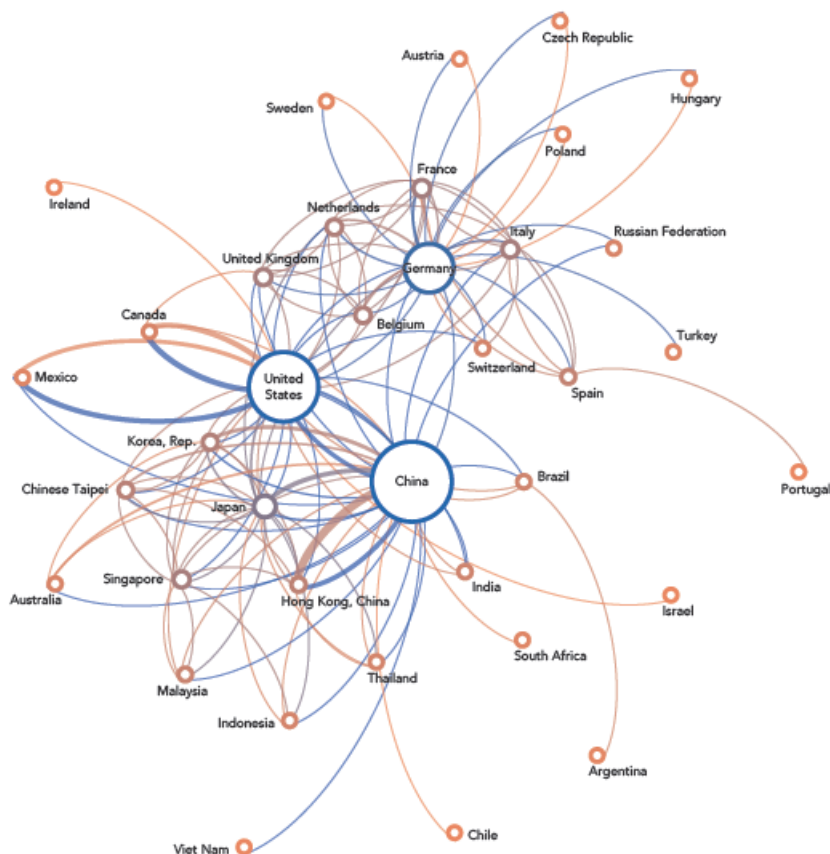 Czech Republic
Austria
Hungary
Sweden
Poland
France
Ireland
Netherlands
Italy
Russian Federation
United Kingdom
Germany
Canada
Belgium
Turkey
Switzerland
Mexico
United
States
Spain
Korea, Rep.
China
Brazil
Chinese Taipei
Portugal
Japan
Singapore
India
Australia
Hong Kong, China
Israel
South Africa
Thailand
Malaysia
Indonesia
Argentina
Chile
Viet Nam